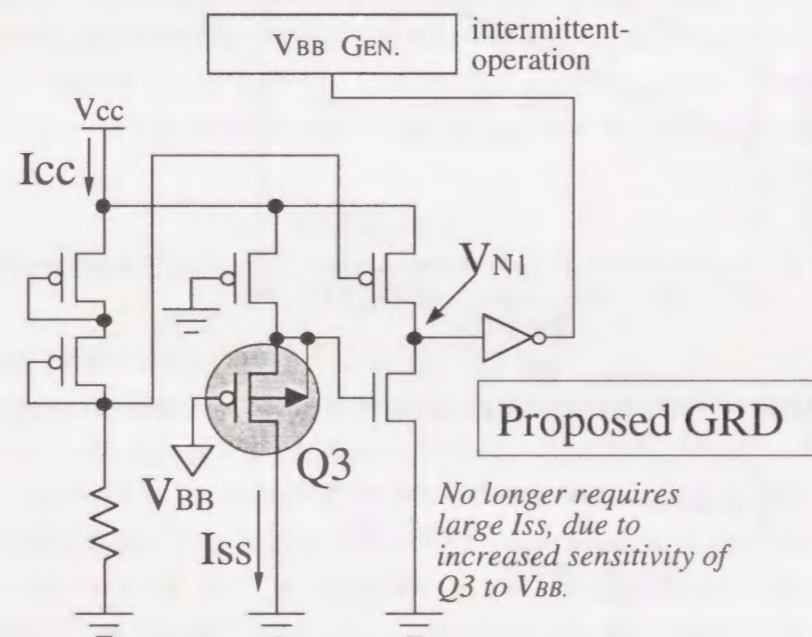 VBB GEN.
intermittent-
operation
Vcc
Icc
VN1
Proposed GRD
Q3
VBB
Iss
No longer requires
large Iss, due to
increased sensitivity of
Q3 to VBB.